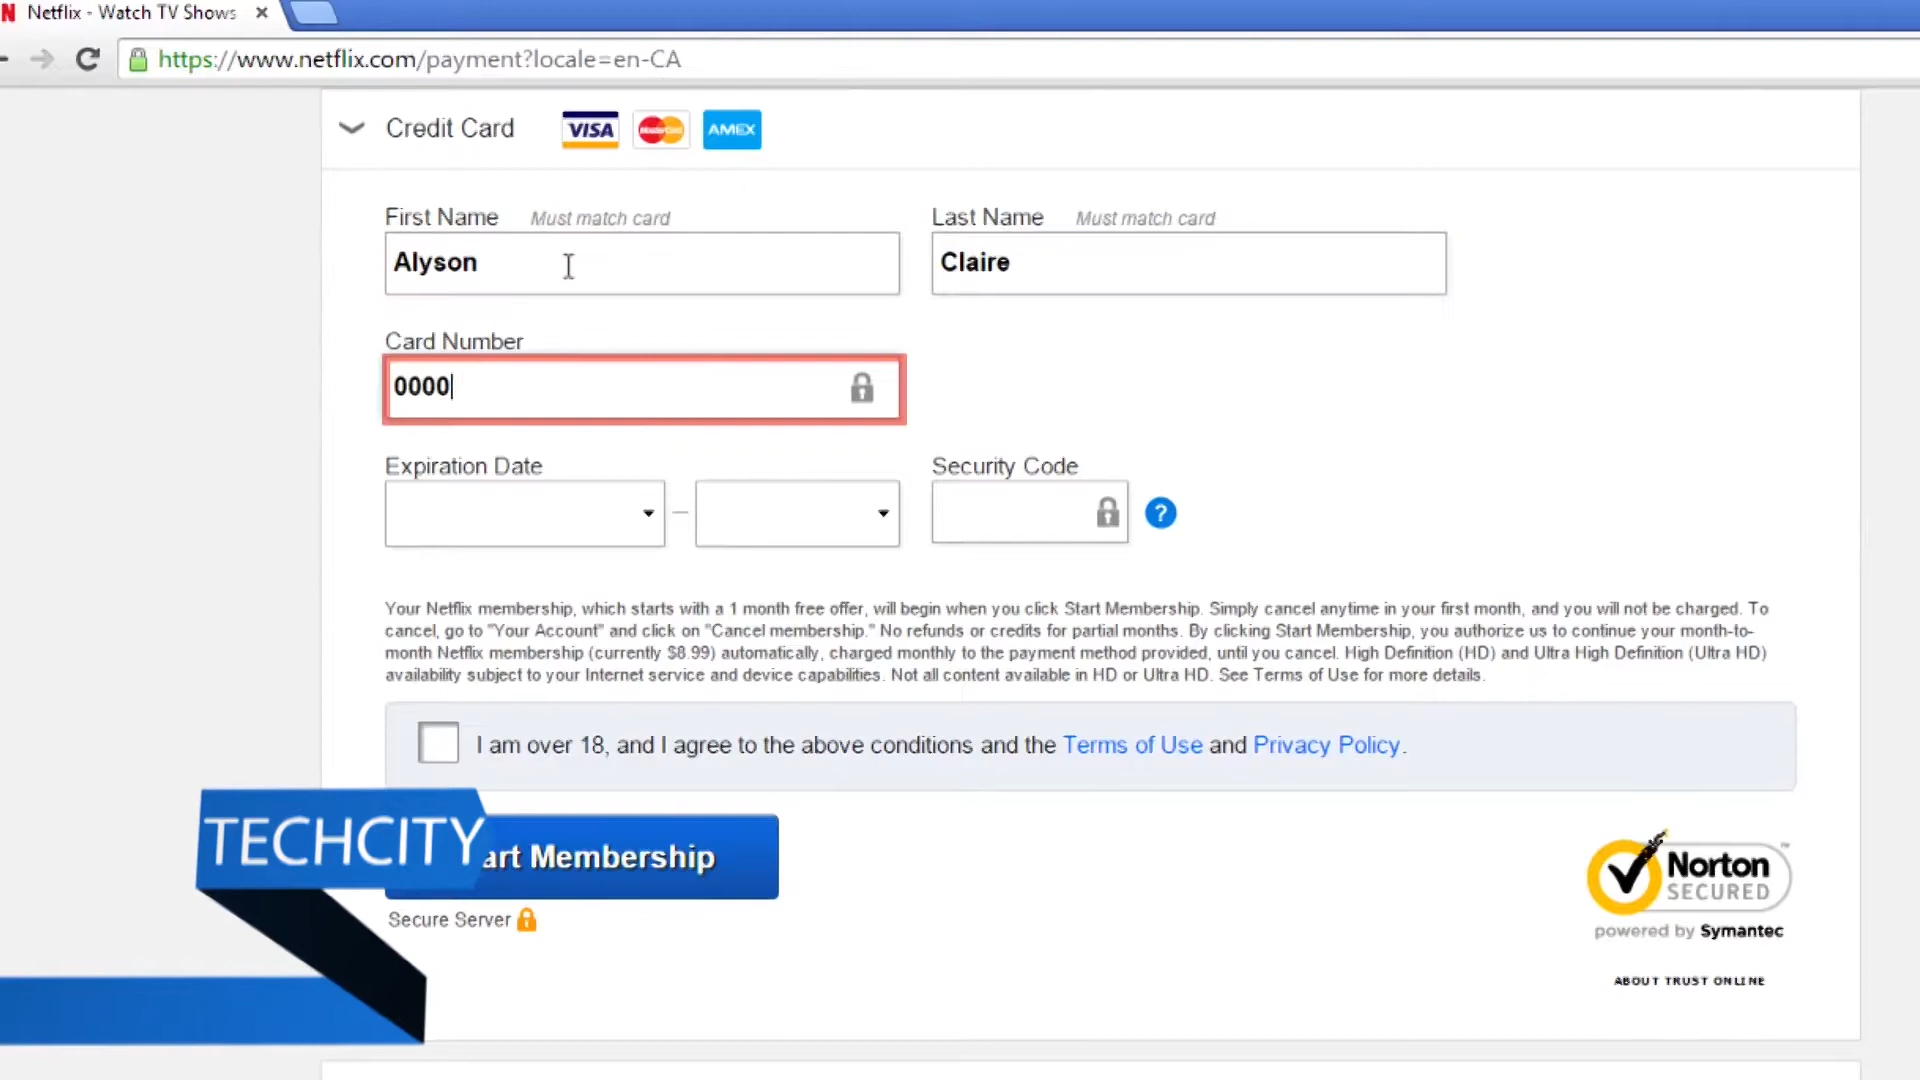 Netflix - Watch TV Shows
https://www.netflix.com/payment?locale=en-CA
Credit Card VISA MasterCard AMEX
First Name Must match card Last Name Must match card
Alyson Claire
Card Number
0000
Expiration Date Security Code
?
Your Netflix membership, which starts with a 1 month free offer, will begin when you click Start Membership. Simply cancel anytime in your first month, and you will not be charged. To
cancel, go to "Your Account" and click on "Cancel membership." No refunds or credits for partial months. By clicking Start Membership, you authorize us to continue your month-to-
month Netflix membership (currently $8.99) automatically, charged monthly to the payment method provided, until you cancel. High Definition (HD) and Ultra High Definition (Ultra HD)
availability subject to your Internet service and device capabilities. Not all content available in HD or Ultra HD. See Terms of Use for more details.
I am over 18, and I agree to the above conditions and the Terms of Use and Privacy Policy.
TECHCITY
art Membership
Norton
SECURED
powered by Symantec
Secure Server
ABOUT TRUST ONLINE